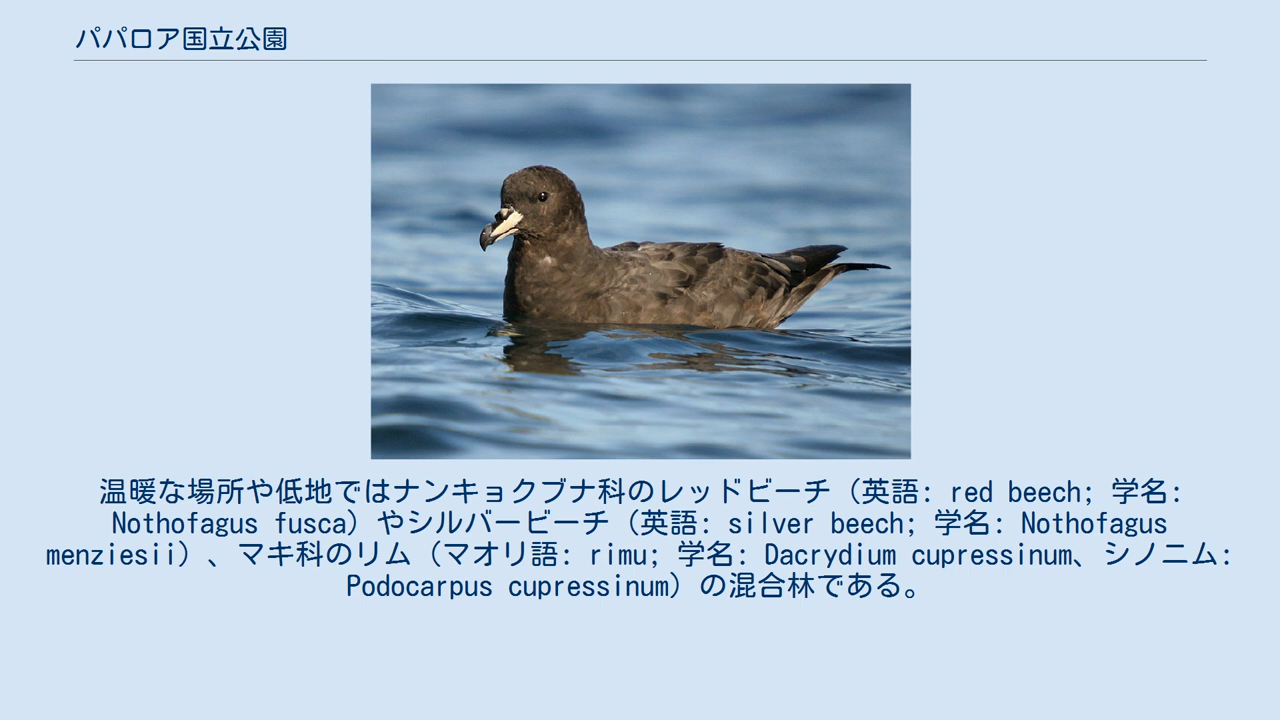 パパロア国立公園
温暖な場所や低地ではナンキョクブナ科のレッドビーチ（英語: red beech; 学名:
Nothofagus fusca）やシルバービーチ（英語: silver beech; 学名: Nothofagus
menziesii）、マキ科のリム（マオリ語: rimu; 学名: Dacrydium cupressinum、シノニム:
Podocarpus cupressinum）の混合林である。